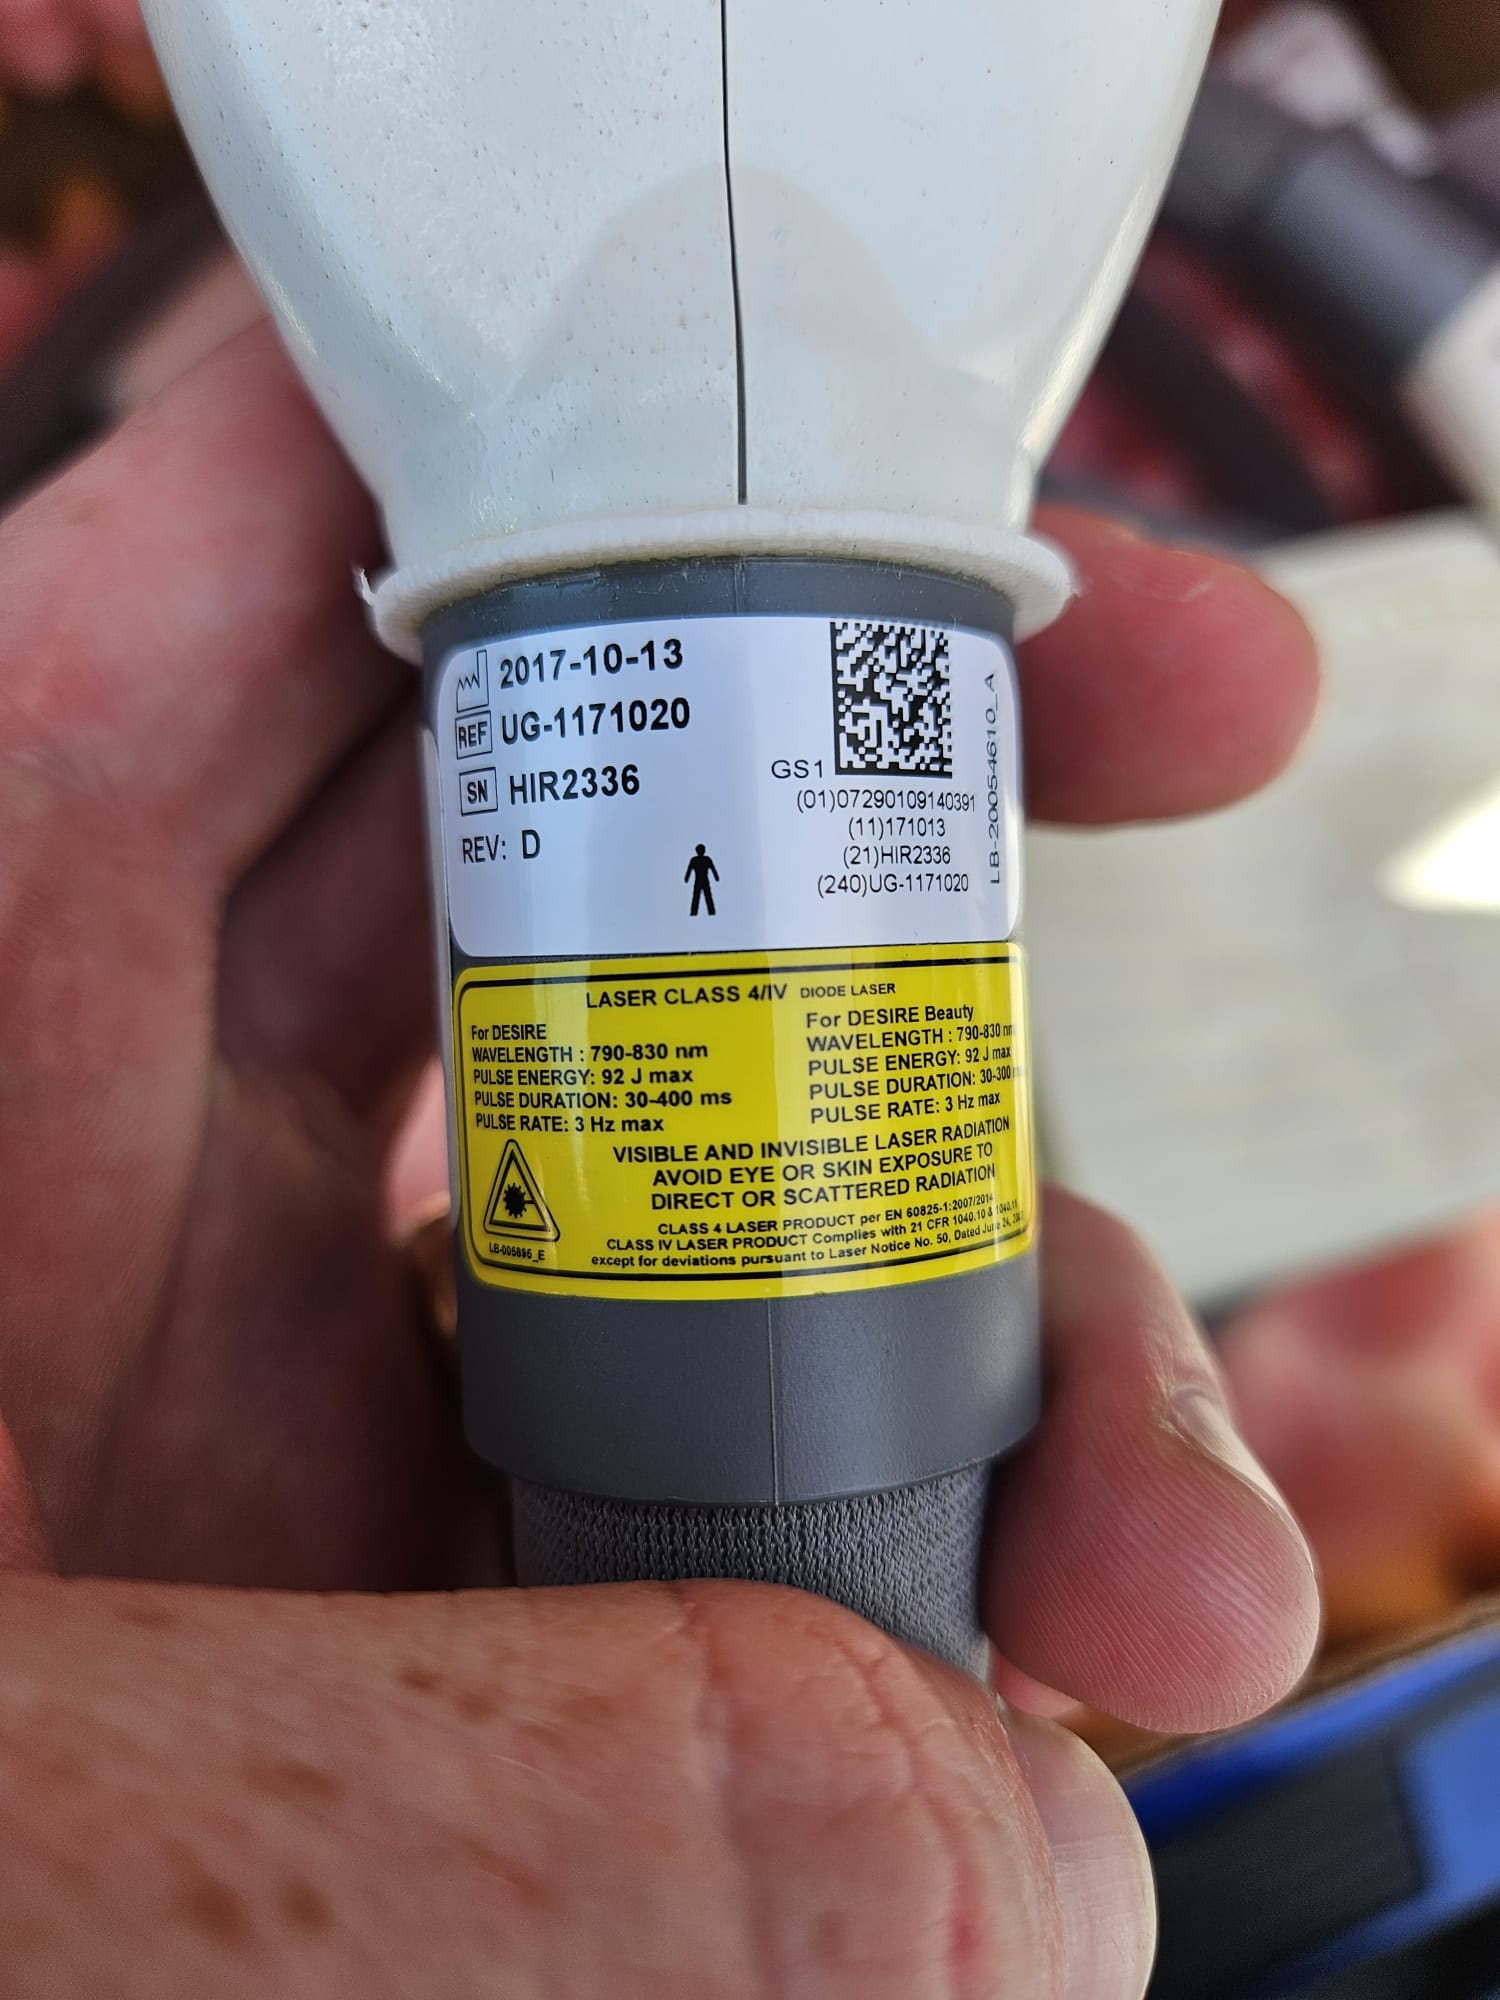 2017-10-13
REF UG-1171020
SN HIR2336
REV: D
GS1
(01)07290109140391
(11)171013
(21)HIR2336
(240)UG-1171020
LB-20054610_A
LASER CLASS 4/IV DIODE LASER
For DESIRE
WAVELENGTH : 790-830 nm
PULSE ENERGY: 92 J max
PULSE DURATION: 30-400 ms
PULSE RATE: 3 Hz max
For DESIRE Beauty
WAVELENGTH : 790-830 nm
PULSE ENERGY: 92 J max
PULSE DURATION: 30-300
PULSE RATE: 3 Hz max
VISIBLE AND INVISIBLE LASER RADIATION
AVOID EYE OR SKIN EXPOSURE TO
DIRECT OR SCATTERED RADIATION
LB-005896_E
CLASS 4 LASER PRODUCT per EN 60825-1:2007/2014
CLASS IV LASER PRODUCT Complies with 21 CFR 1040.10 & 1040.11
except for deviations pursuant to Laser Notice No. 50, Dated June 24,